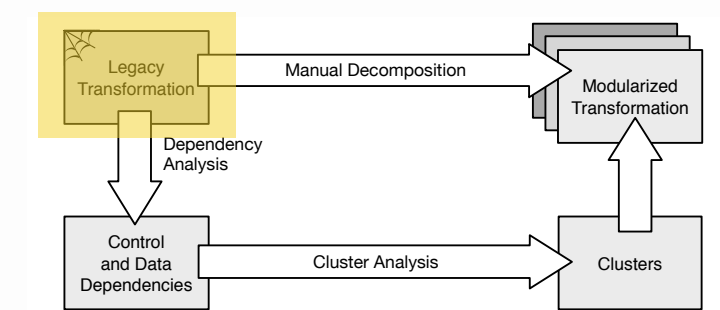 Legacy
Transformation
Manual Decomposition
Modularized
Transformation
Dependency
Analysis
Control
and Data
Dependencies
Cluster Analysis
Clusters